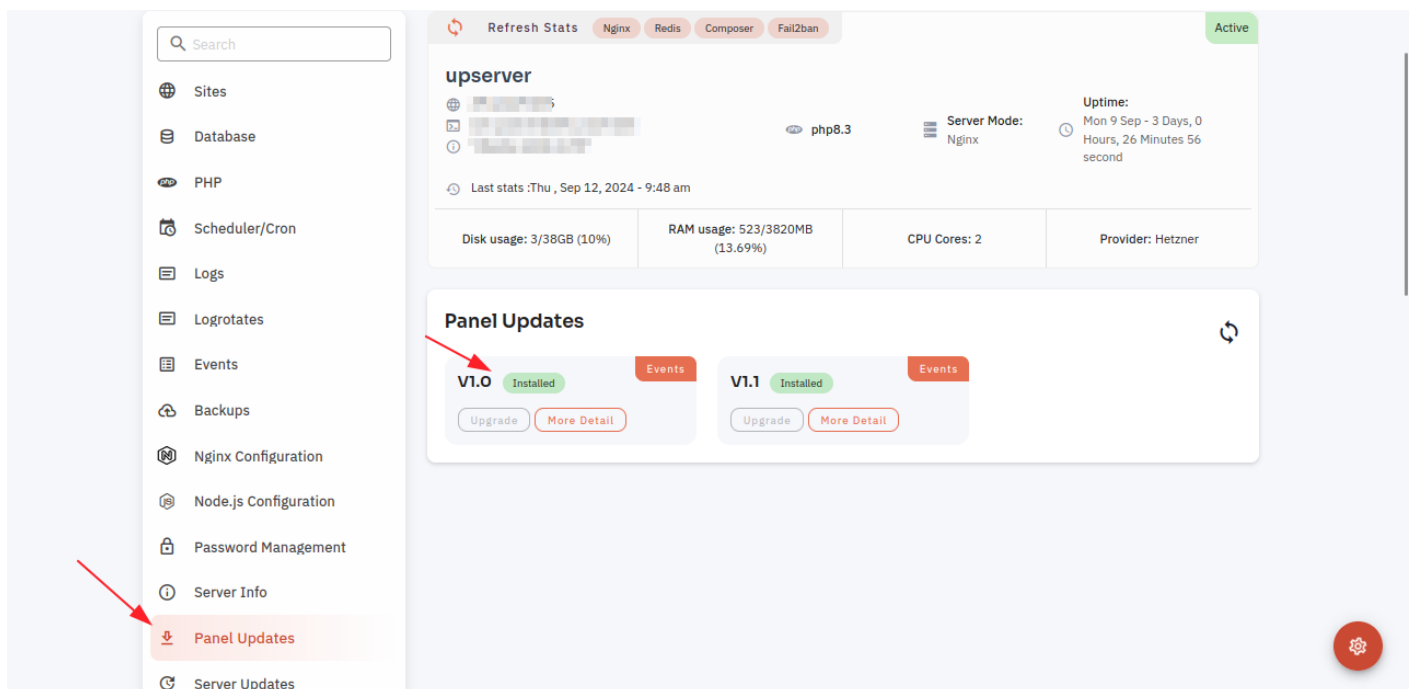 Search
Sites
Database
PHP
Scheduler/Cron
Logs
Logrotates
Events
Backups
Nginx Configuration
Node.js Configuration
Password Management
Server Info
Panel Updates
Server Updates
Refresh Stats Nginx Redis Composer Fail2ban
Active
upserver
php8.3
Server Mode:
Nginx
Uptime:
Mon 9 Sep - 3 Days, 0
Hours, 26 Minutes 56
second
Last stats :Thu , Sep 12, 2024 - 9:48 am
Disk usage: 3/38GB (10%)
RAM usage: 523/3820MB
(13.69%)
CPU Cores: 2
Provider: Hetzner
Panel Updates
V1.0 Installed
Events
Upgrade More Detail
V1.1 Installed
Events
Upgrade More Detail